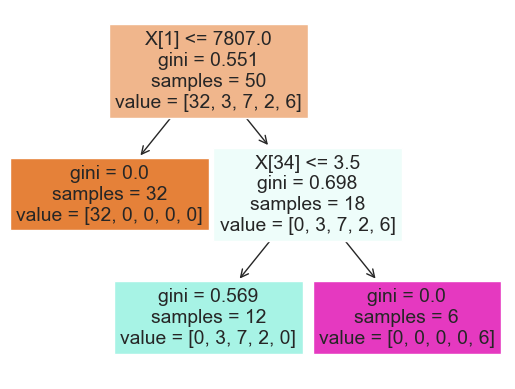 X[1] <= 7807.0
gini = 0.551
samples = 50
value = [32, 3, 7, 2, 6]
gini = 0.0
samples = 32
value = [32, 0, 0, 0, 0]
X[34] <= 3.5
gini = 0.698
samples = 18
value = [0, 3, 7, 2, 6]
gini = 0.569
samples = 12
value = [0, 3, 7, 2, 0]
gini = 0.0
samples = 6
value = [0, 0, 0, 0, 6]